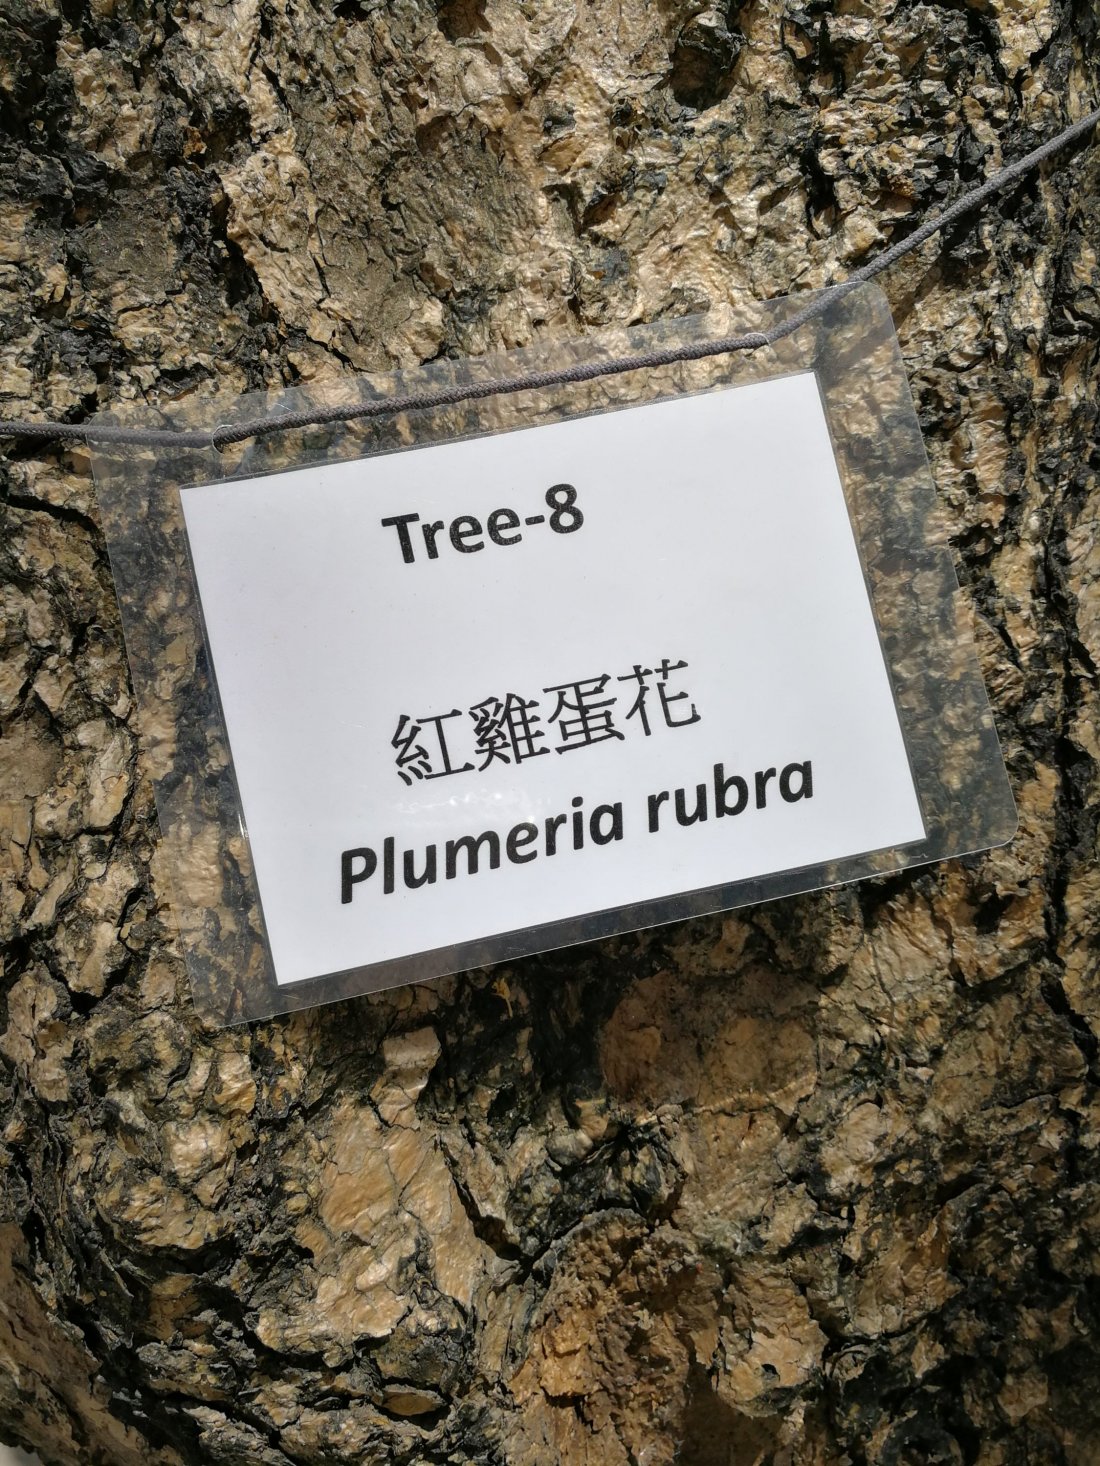 Tree-8
紅雞蛋花
Plumeria rubra